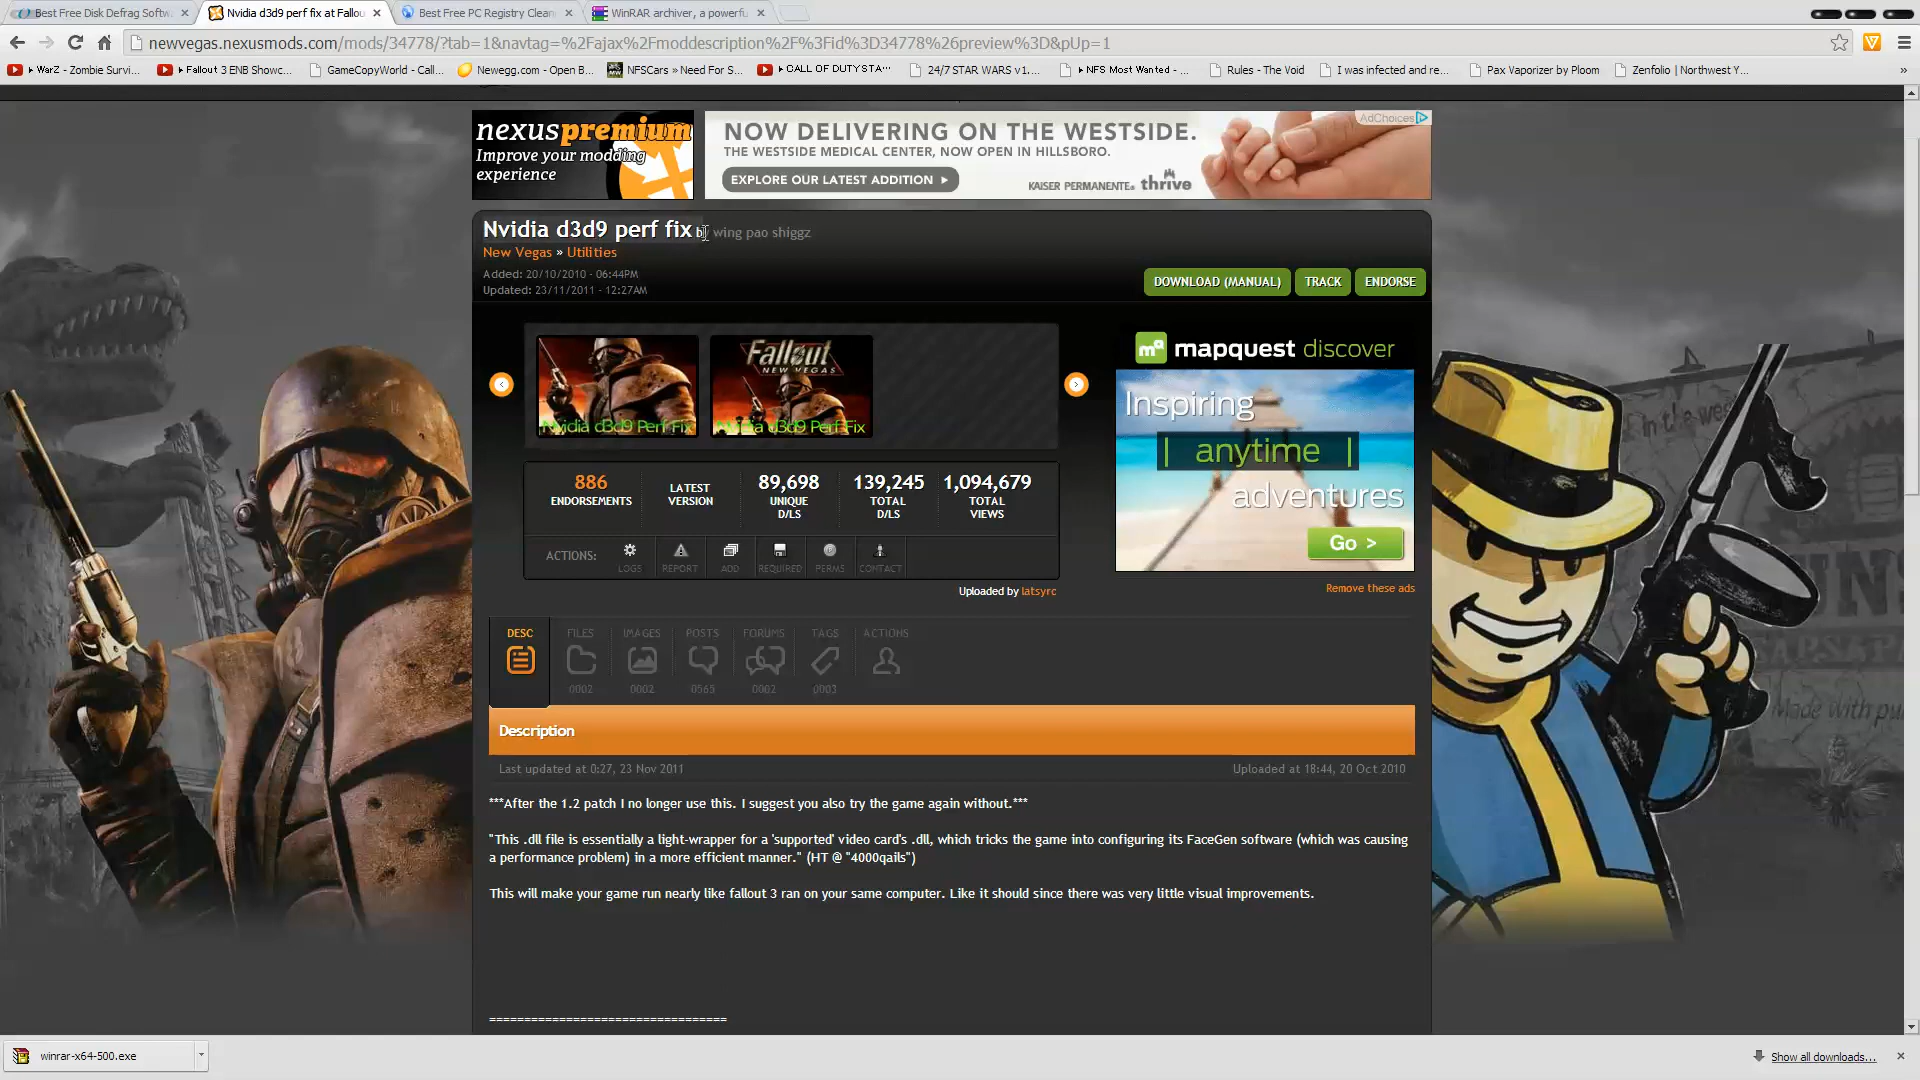 Best Free Disk Defrag Softw
Nvidia d3d9 perf fix at Fallou
Best Free PC Registry Clean
WinRAR archiver, a powerfu
newvegas.nexusmods.com/mods/34778/?tab=1&navtag=%2Fajax%2Fmoddescription%2F%3Fid%3D34778%26preview%3D&pUp=1
WarZ - Zombie Survi...
Fallout 3 ENB Showc...
GameCopyWorld - Call...
Newegg.com - Open B...
NFSCars » Need For S...
CALL OF DUTY STA...
24/7 STAR WARS v1....
NFS Most Wanted - ...
Rules - The Void
I was infected and re...
Pax Vaporizer by Ploom
Zenfolio | Northwest Y...
»
nexuspremium
Improve your modding
experience
NOW DELIVERING ON THE WESTSIDE.
THE WESTSIDE MEDICAL CENTER, NOW OPEN IN HILLSBORO.
EXPLORE OUR LATEST ADDITION
KAISER PERMANENTE® thrive
AdChoices
Nvidia d3d9 perf fix by wing pao shiggz
New Vegas » Utilities
Added: 20/10/2010 - 06:44PM
Updated: 23/11/2011 - 12:27AM
DOWNLOAD (MANUAL)
TRACK
ENDORSE
Nvidia d3d9 Perf Fix
Fallout
NEW VEGAS
Nvidia d3d9 Perf Fix
886
ENDORSEMENTS
LATEST
VERSION
89,698
UNIQUE
D/LS
139,245
TOTAL
D/LS
1,094,679
TOTAL
VIEWS
ACTIONS:
LOGS
REPORT
ADD
REQUIRED
PERMS
CONTACT
Uploaded by latsyrc
mq mapquest discover
Inspiring
| anytime |
adventures
Go >
Remove these ads
DESC
FILES
0002
IMAGES
0002
POSTS
0565
FORUMS
0002
TAGS
0003
ACTIONS
Description
Last updated at 0:27, 23 Nov 2011
Uploaded at 18:44, 20 Oct 2010
***After the 1.2 patch I no longer use this. I suggest you also try the game again without.***
"This .dll file is essentially a light-wrapper for a 'supported' video card's .dll, which tricks the game into configuring its FaceGen software (which was causing
a performance problem) in a more efficient manner." (HT @ "4000qails")
This will make your game run nearly like fallout 3 ran on your same computer. Like it should since there was very little visual improvements.
==================================
winrar-x64-500.exe
Show all downloads...